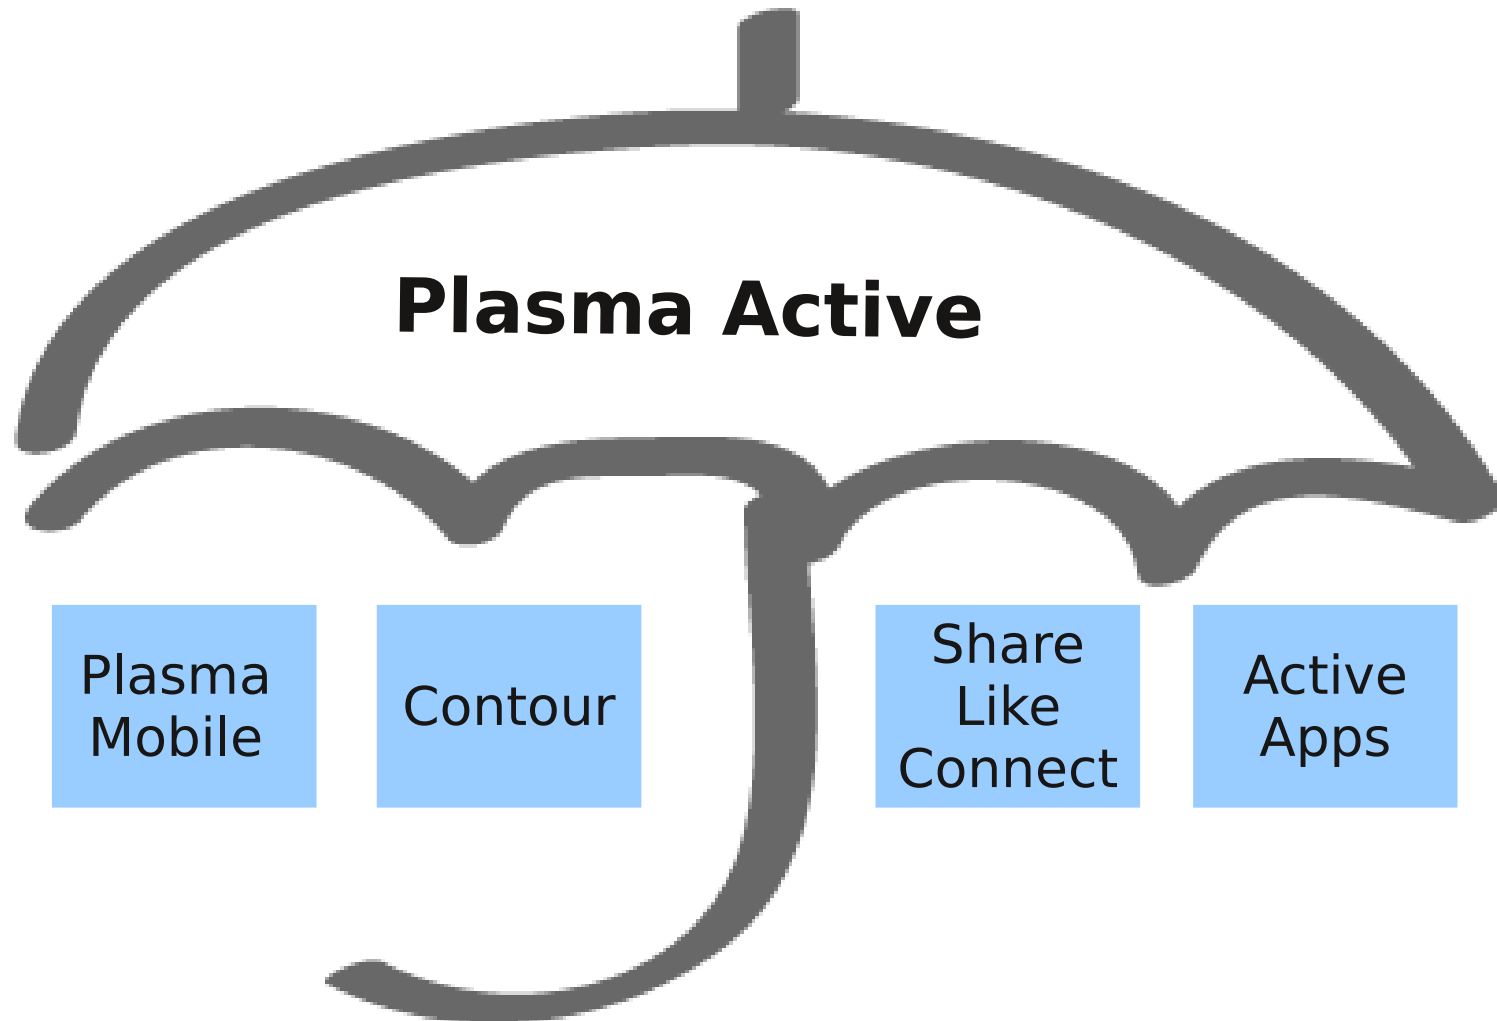 Plasma Active
Plasma
Mobile
Contour
Share
Like
Connect
Active
Apps